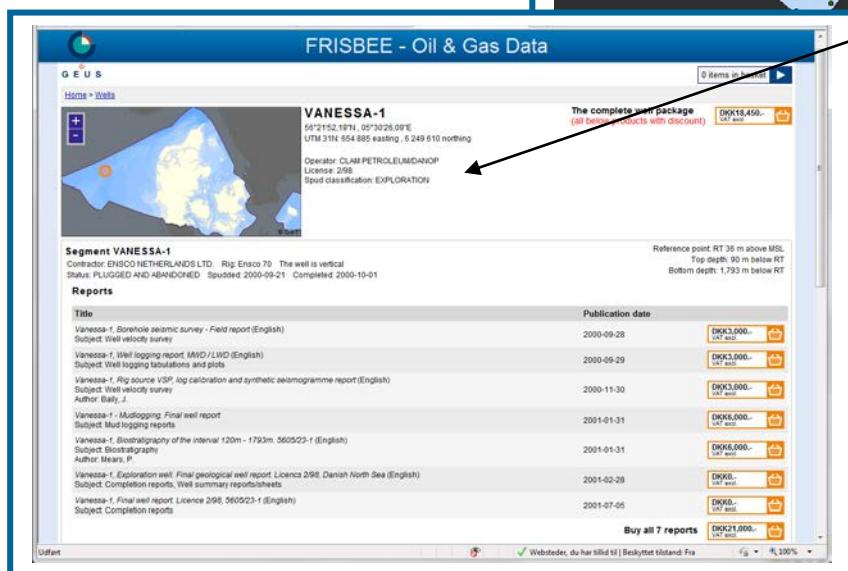 FRISBEE - Oil & Gas Data
G E U S
0 items in basket
Home > Wells
VANESSA-1
56°21'52,19"N , 05°30'26,09"E
UTM 31N: 654 885 easting , 6 249 610 northing
Operator: CLAM PETROLEUM/DANOP
License: 2/98
Spud classification: EXPLORATION
The complete well package
(all below products with discount)
DKK18,450.-
VAT excl.
Segment VANESSA-1
Contractor: ENSCO NETHERLANDS LTD. Rig: Ensco 70 The well is vertical
Status: PLUGGED AND ABANDONED Spudded: 2000-09-21 Completed: 2000-10-01
Reference point: RT 36 m above MSL
Top depth: 90 m below RT
Bottom depth: 1,793 m below RT
Reports
Title Publication date
Vanessa-1, Borehole seismic survey - Field report (English)
Subject: Well velocity survey
2000-09-28
DKK3,000.-
VAT excl.
Vanessa-1, Well logging report, MWD / LWD (English)
Subject: Well logging tabulations and plots
2000-09-29
DKK3,000.-
VAT excl.
Vanessa-1, Rig source VSP, log calibration and synthetic seismogramme report (English)
Subject: Well velocity survey
Author: Baily, J.
2000-11-30
DKK3,000.-
VAT excl.
Vanessa-1 - Mudlogging: Final well report
Subject: Mud logging reports
2001-01-31
DKK6,000.-
VAT excl.
Vanessa-1, Biostratigraphy of the interval 120m - 1793m. 5605/23-1 (English)
Subject: Biostratigraphy
Author: Mears, P.
2001-01-31
DKK6,000.-
VAT excl.
Vanessa-1, Exploration well. Final geological well report. Licence 2/98, Danish North Sea (English)
Subject: Completion reports, Well summary reports/sheets
2001-02-28
DKK0.-
VAT excl.
Vanessa-1, Final well report. Licence 2/98, 5605/23-1 (English)
Subject: Completion reports
2001-07-05
DKK0.-
VAT excl.
Buy all 7 reports
DKK21,000.-
VAT excl.
Udført
Websteder, du har tillid til | Beskyttet tilstand: Fra
100%